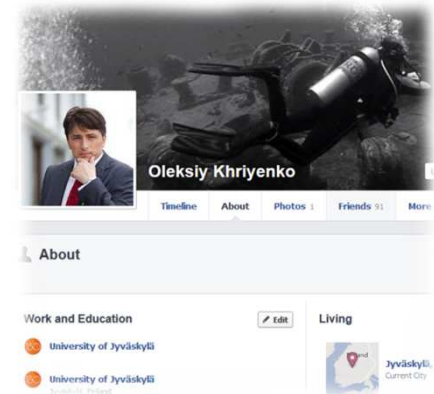 Oleksiy Khriyenko
Timeline About Photos 1 Friends 91 More
About
Work and Education Edit Living
University of Jyväskylä
Jyväskylä,
Current City
University of Jyväskylä